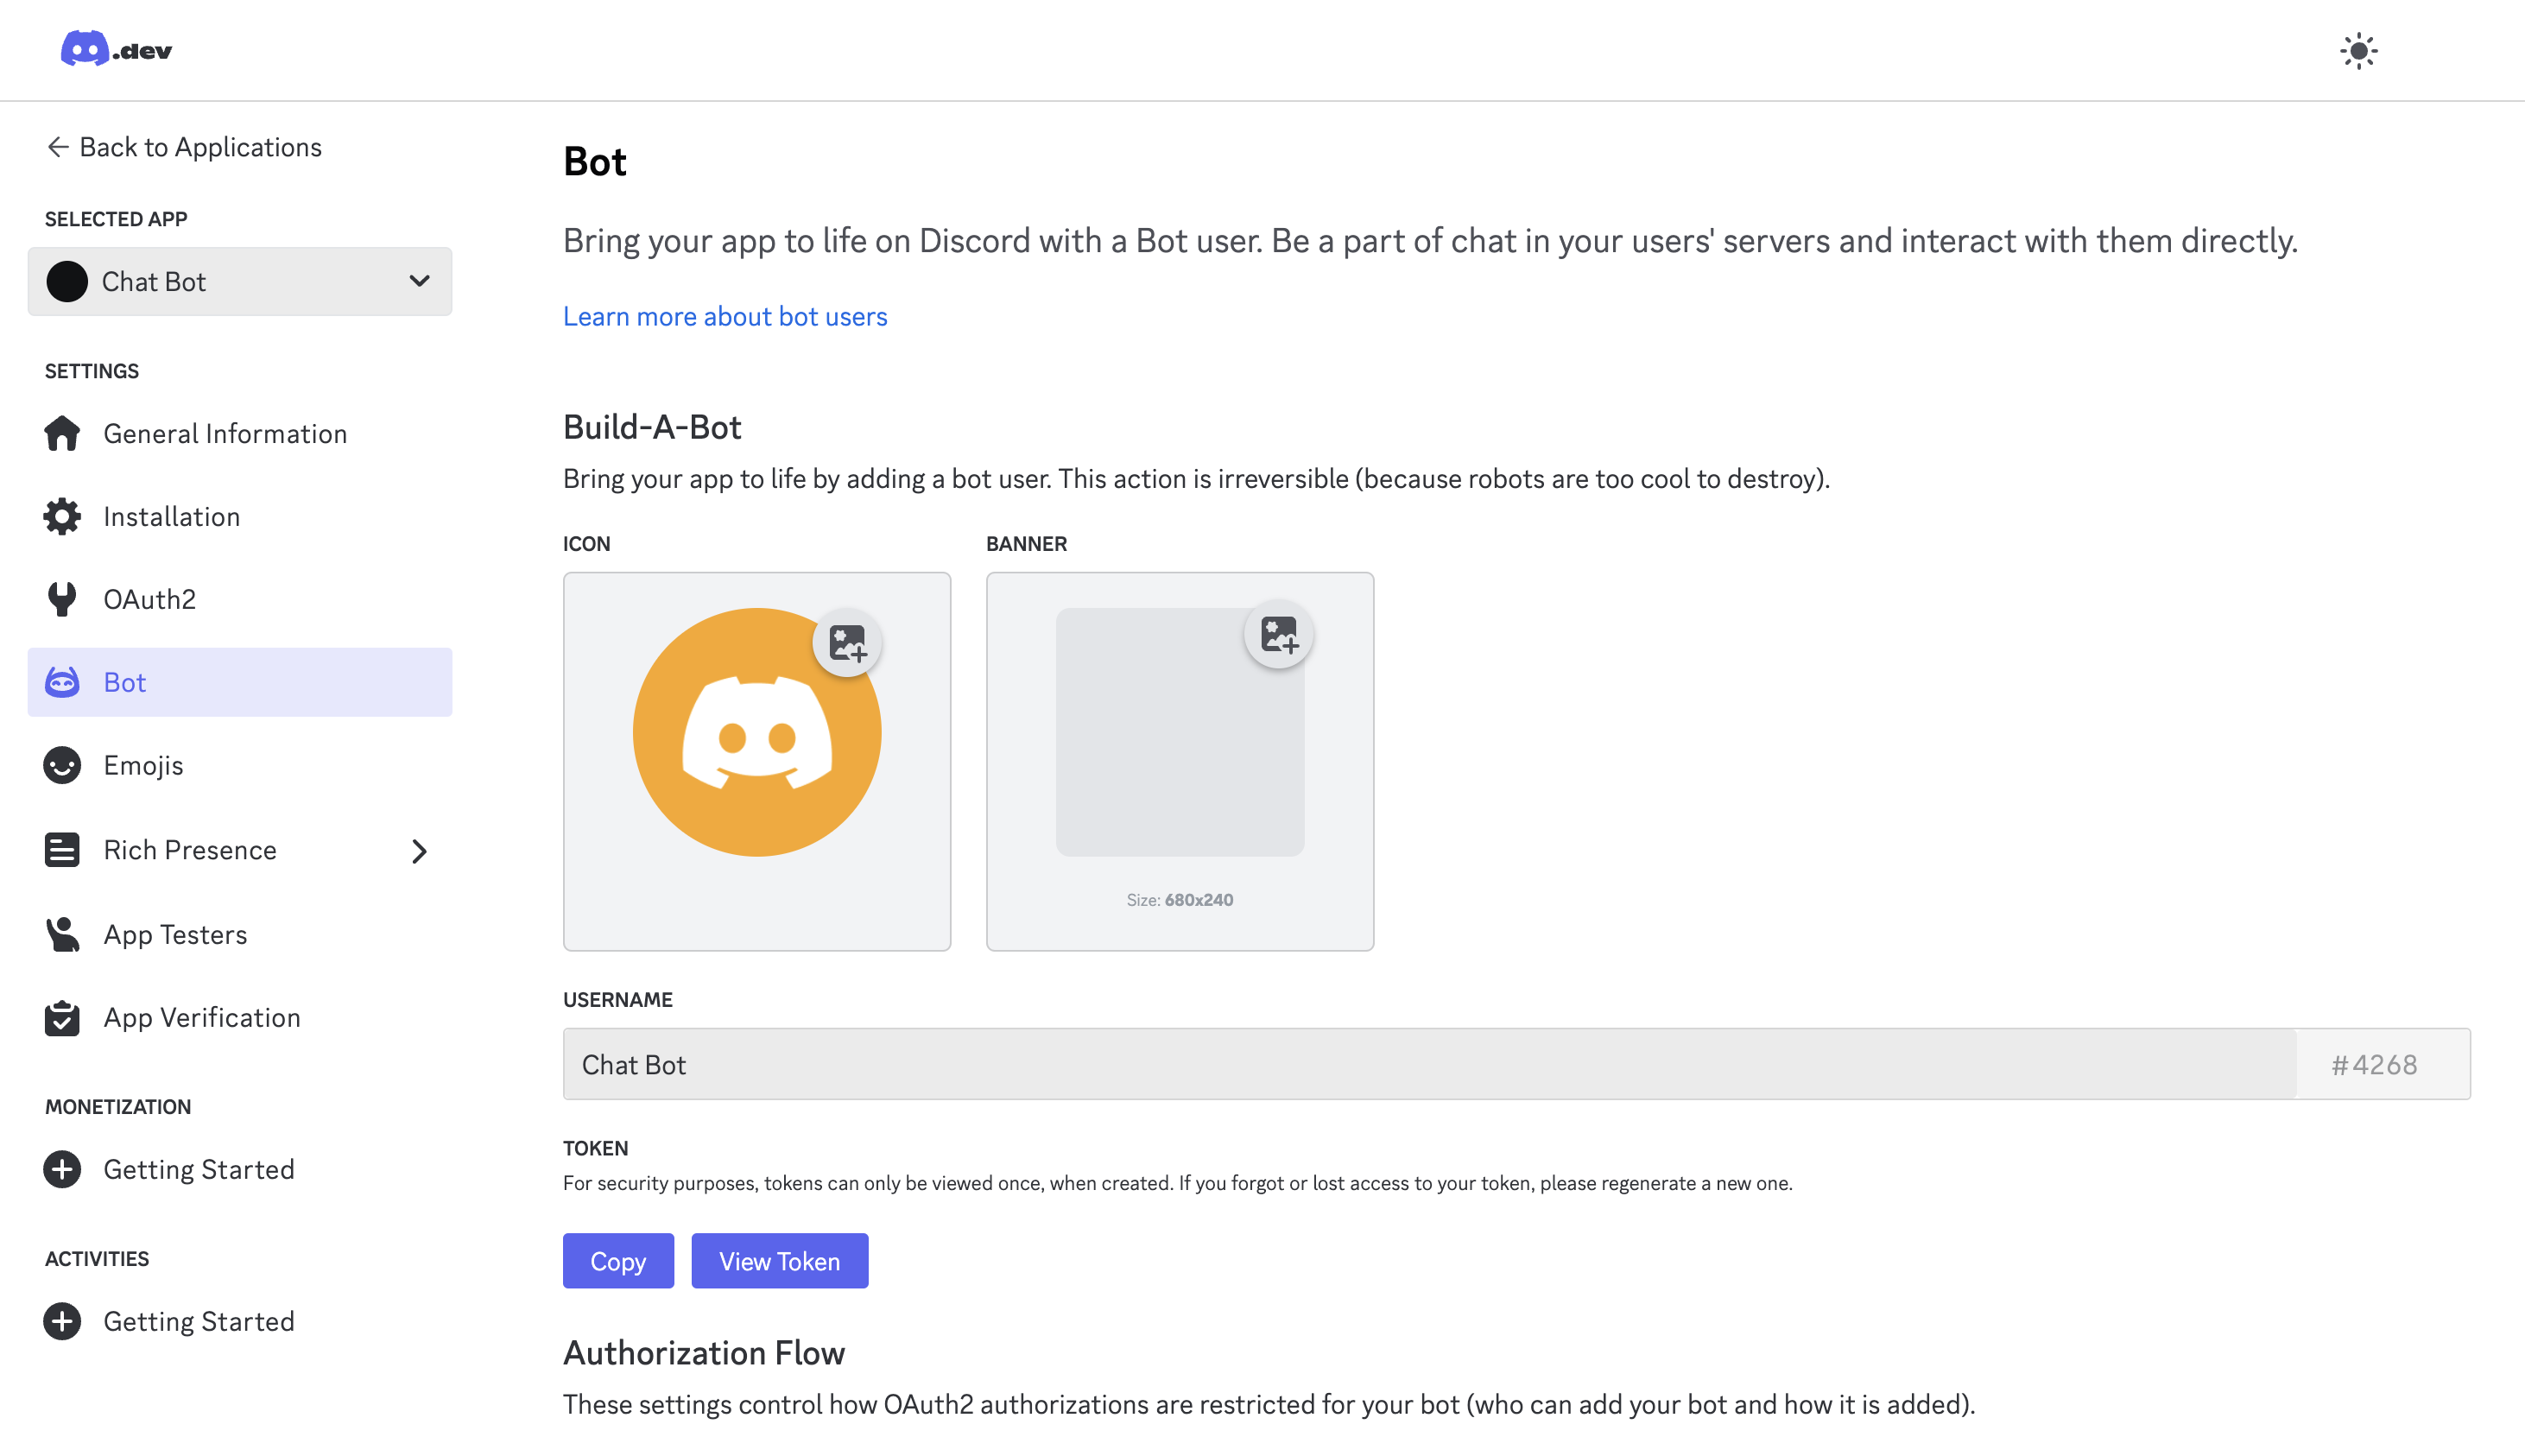 .dev
Back to Applications
SELECTED APP
Chat Bot
SETTINGS
General Information
Installation
OAuth2
Bot
Emojis
Rich Presence
App Testers
App Verification
MONETIZATION
Getting Started
ACTIVITIES
Getting Started
Bot
Bring your app to life on Discord with a Bot user. Be a part of chat in your users' servers and interact with them directly.
Learn more about bot users
Build-A-Bot
Bring your app to life by adding a bot user. This action is irreversible (because robots are too cool to destroy).
ICON
BANNER
Size: 680x240
USERNAME
Chat Bot
#4268
TOKEN
For security purposes, tokens can only be viewed once, when created. If you forgot or lost access to your token, please regenerate a new one.
Copy
View Token
Authorization Flow
These settings control how OAuth2 authorizations are restricted for your bot (who can add your bot and how it is added).